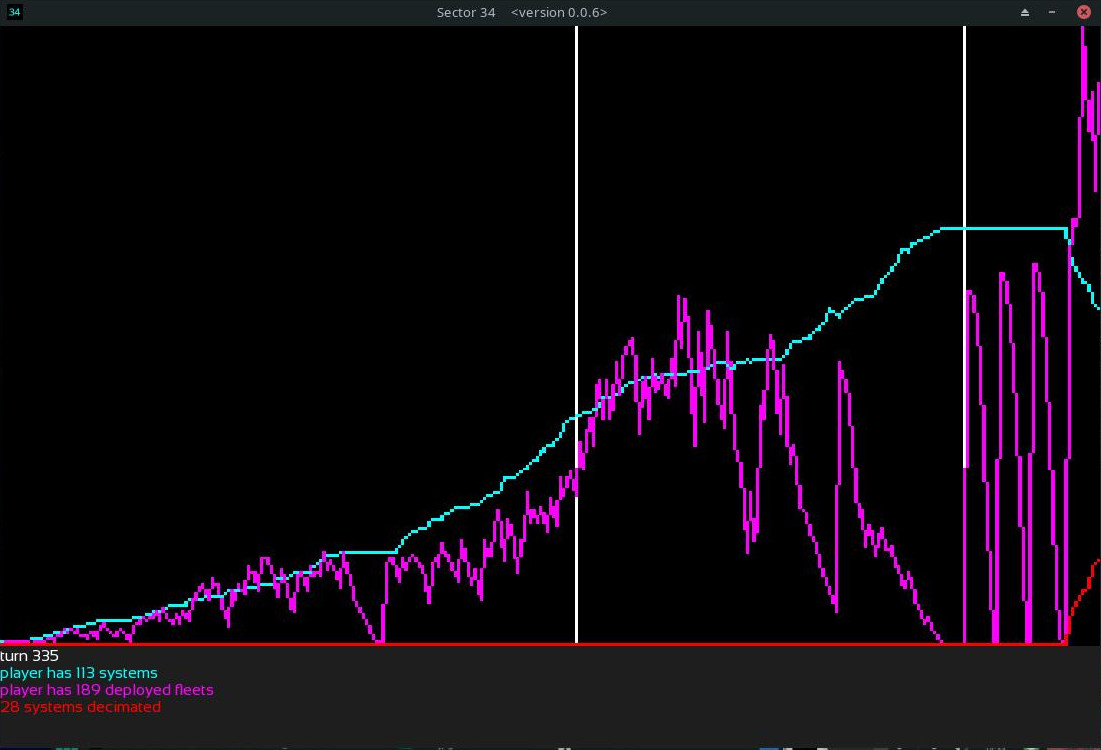 34
Sector 34 <version 0.0.6>
turn 335
player has 113 systems
player has 189 deployed fleets
28 systems decimated